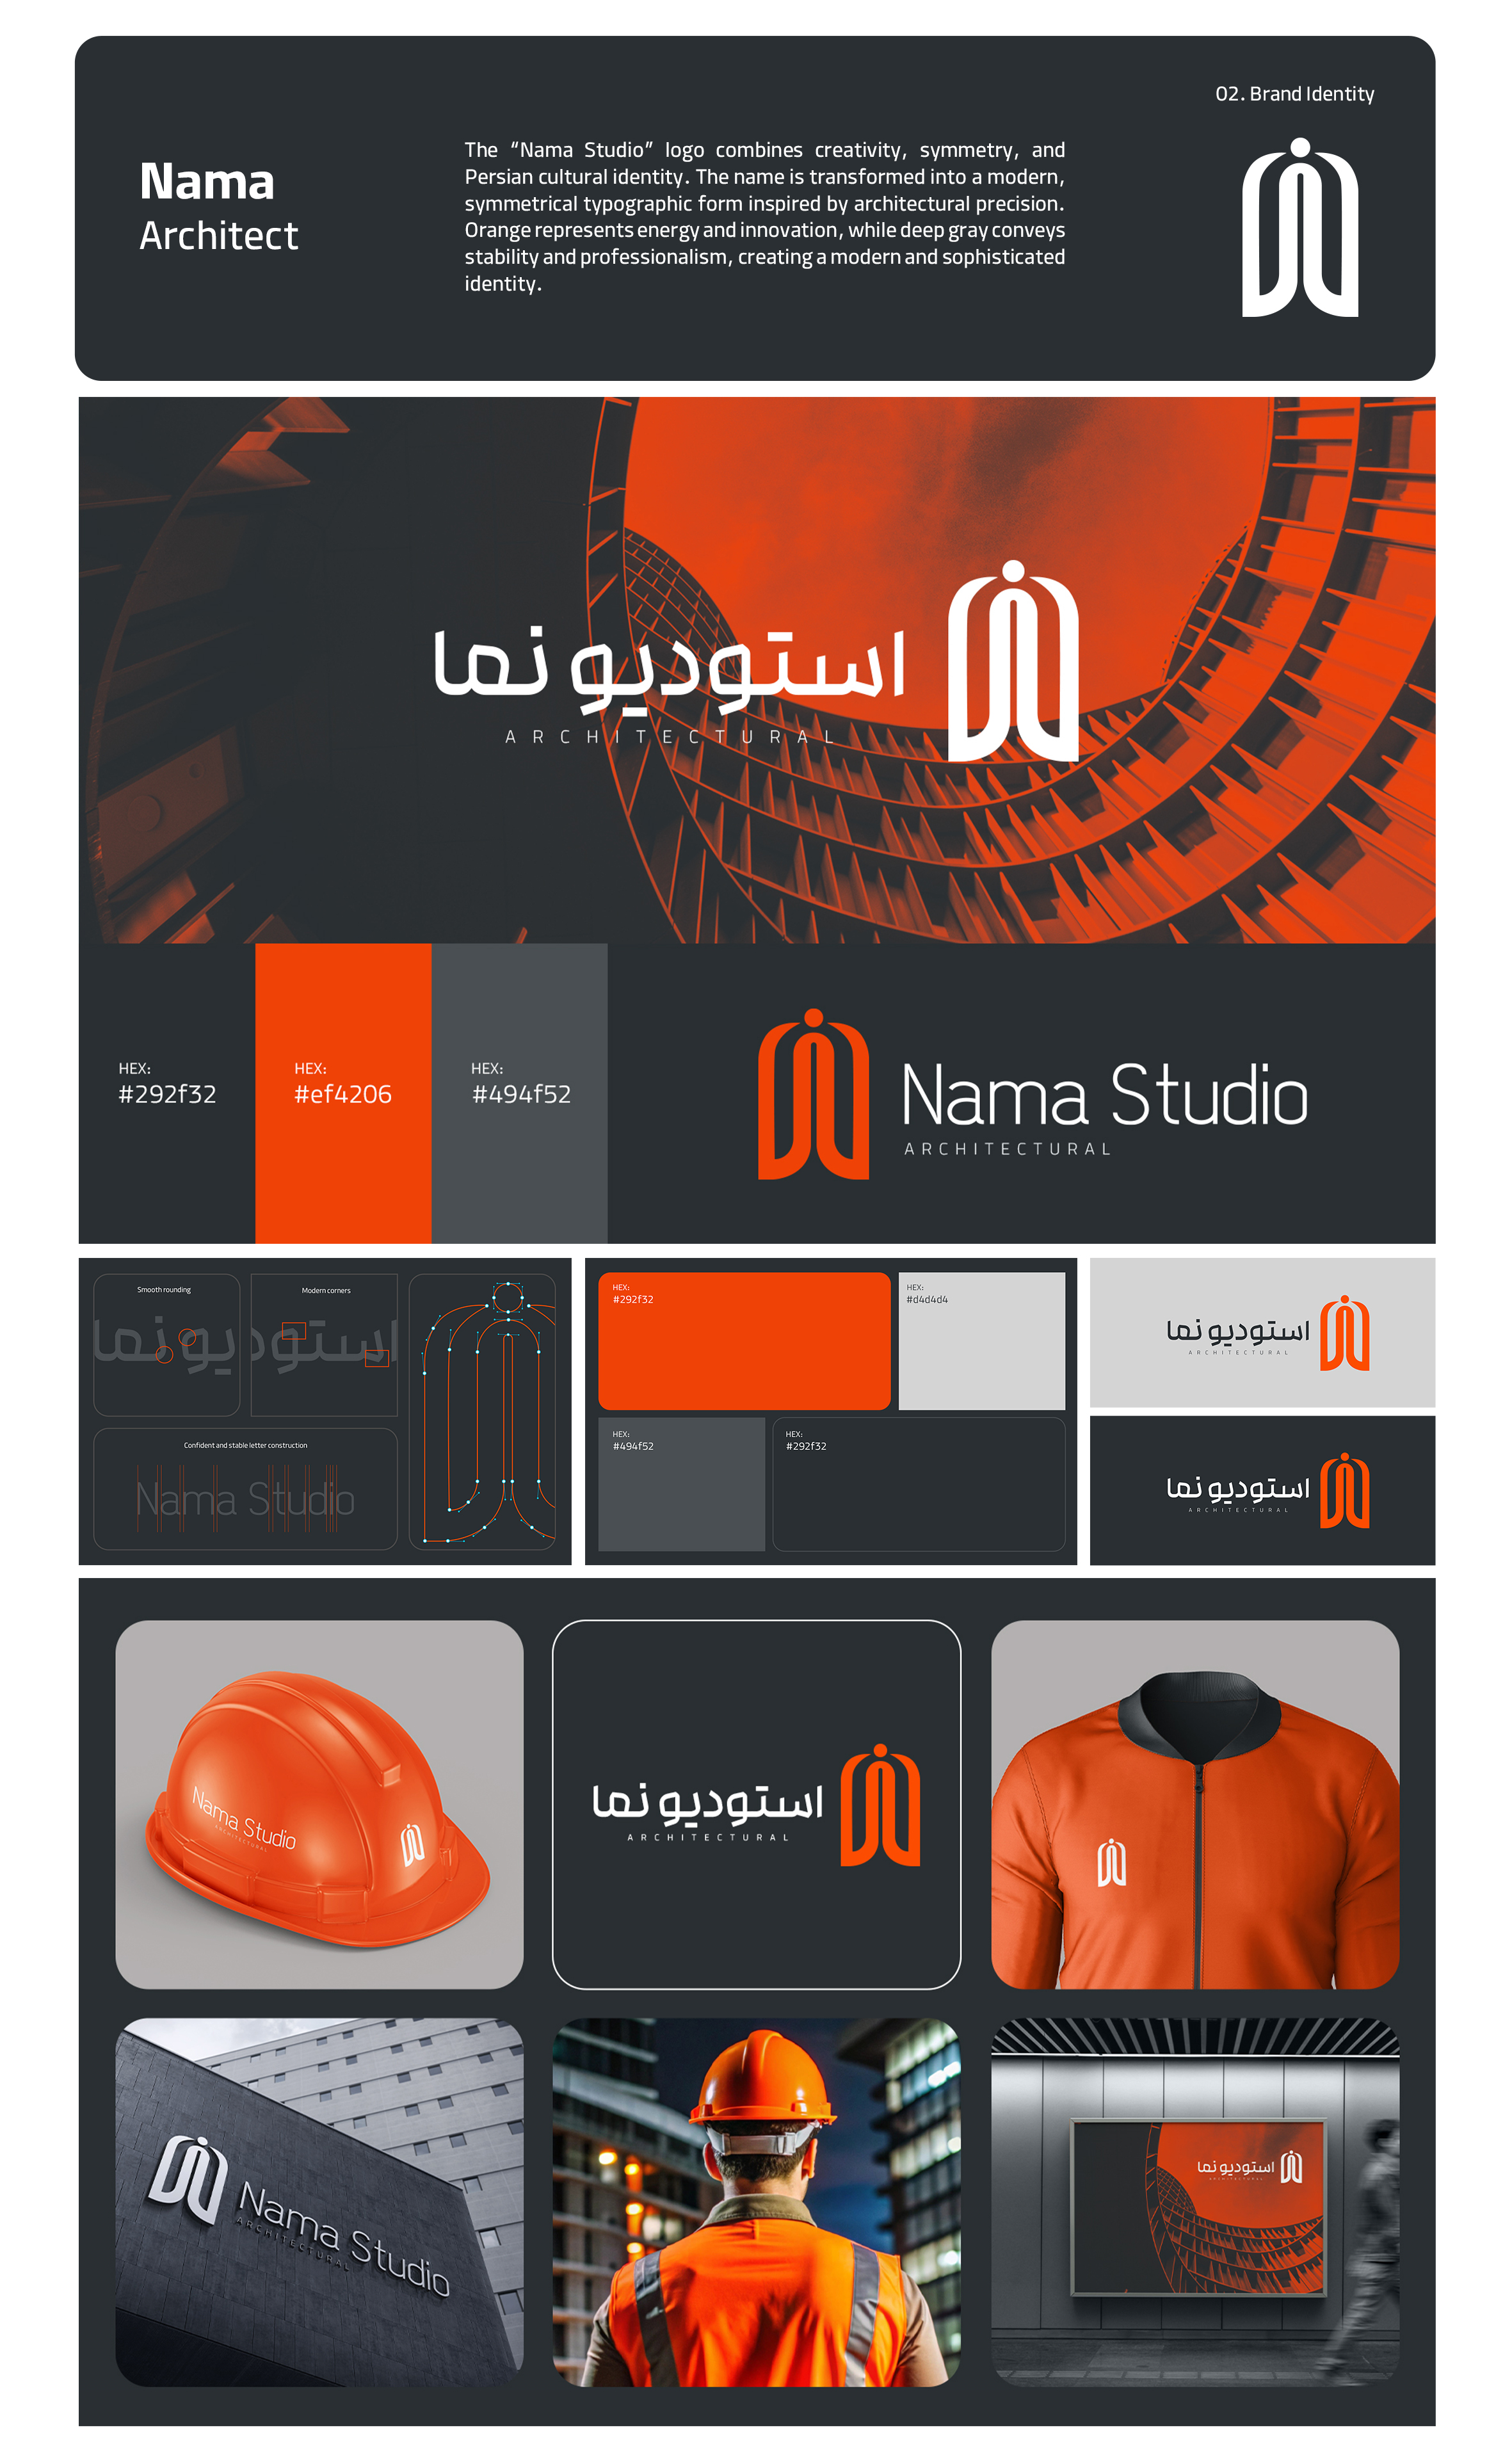 02. Brand Identity
Nama
Architect
The “Nama Studio” logo combines creativity, symmetry, and
Persian cultural identity. The name is transformed into a modern,
symmetrical typographic form inspired by architectural precision.
Orange represents energy and innovation, while deep gray conveys
stability and professionalism, creating a modern and sophisticated
identity.
استودیو نما
ARCHITECTURAL
HEX:
#292f32
HEX:
#ef4206
HEX:
#494f52
Nama Studio
ARCHITECTURAL
Smooth rounding
Modern corners
استودیو نما
Confident and stable letter construction
Nama Studio
HEX:
#292f32
HEX:
#d4d4d4
HEX:
#494f52
HEX:
#292f32
استودیو نما
ARCHITECTURAL
استودیو نما
ARCHITECTURAL
Nama Studio
ARCHITECTURAL
استودیو نما
ARCHITECTURAL
Nama Studio
ARCHITECTURAL
استودیو نما
ARCHITECTURAL